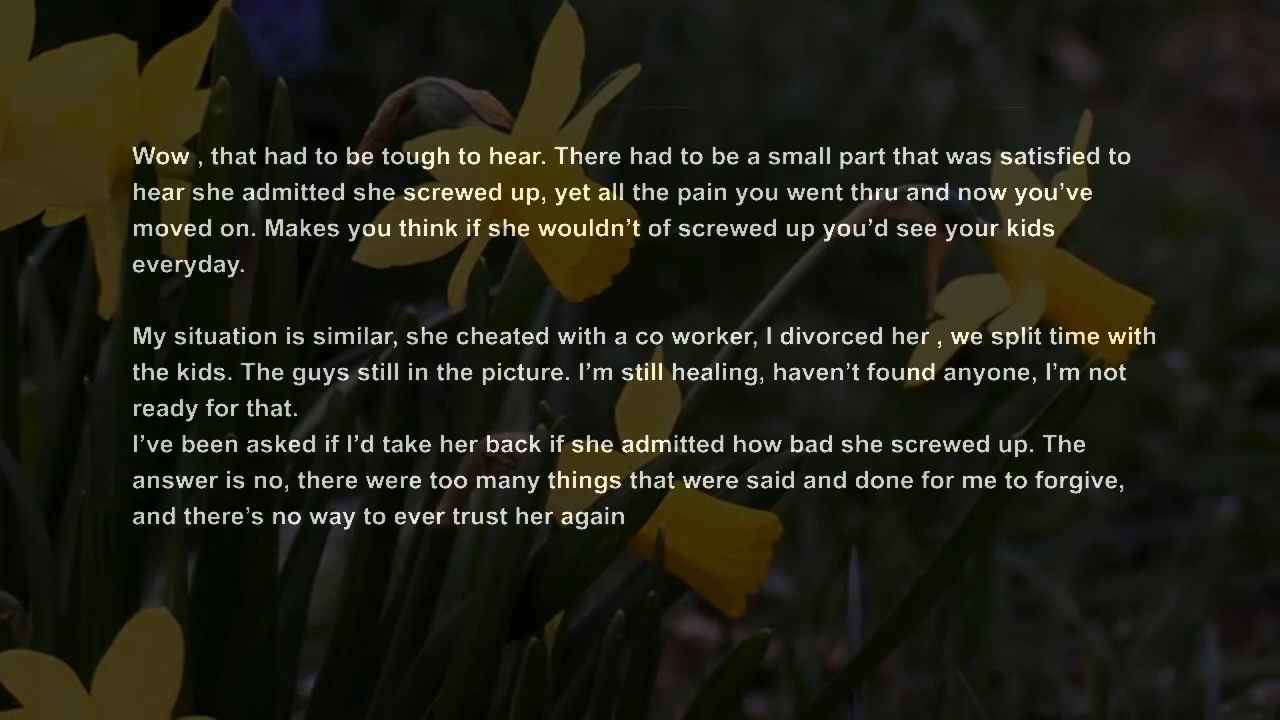 Wow , that had to be tough to hear. There had to be a small part that was satisfied to
hear she admitted she screwed up, yet all the pain you went thru and now you’ve
moved on. Makes you think if she wouldn’t of screwed up you’d see your kids
everyday.
My situation is similar, she cheated with a co worker, I divorced her , we split time with
the kids. The guys still in the picture. I’m still healing, haven’t found anyone, I’m not
ready for that.
I’ve been asked if I’d take her back if she admitted how bad she screwed up. The
answer is no, there were too many things that were said and done for me to forgive,
and there’s no way to ever trust her again